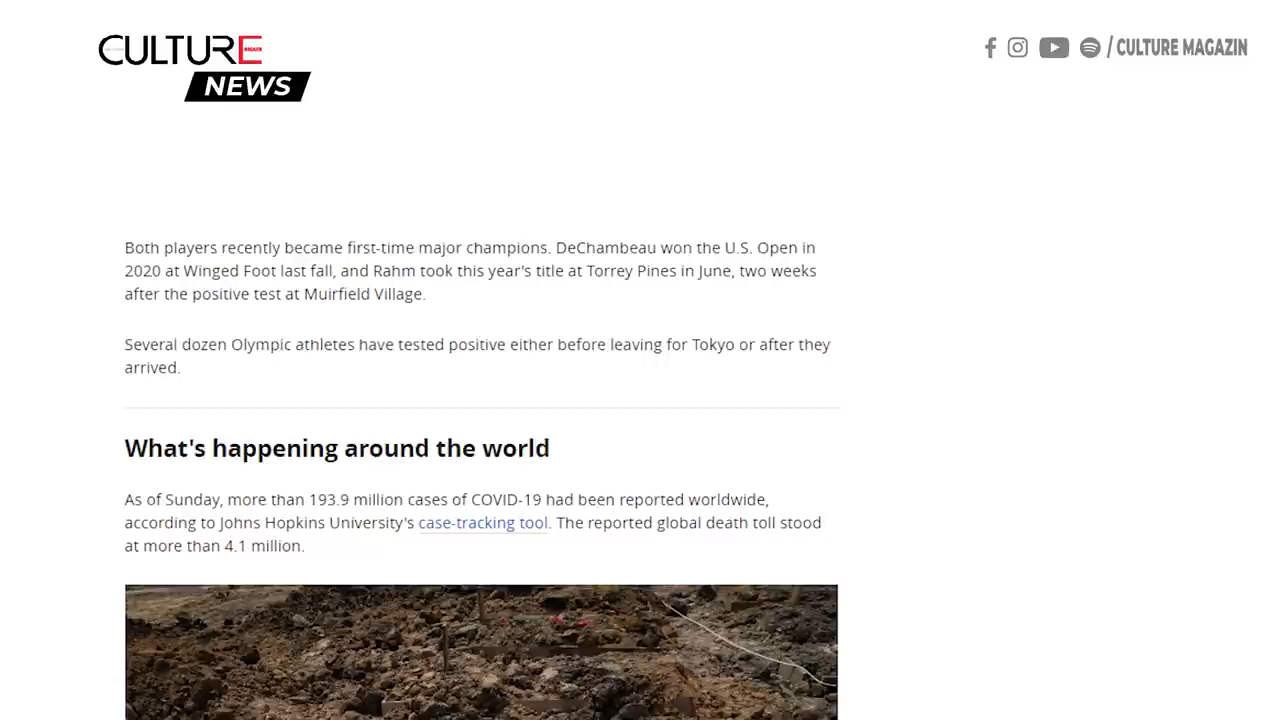 CULTURE
NEWS
/ CULTURE MAGAZIN
Both players recently became first-time major champions. DeChambeau won the U.S. Open in
2020 at Winged Foot last fall, and Rahm took this year's title at Torrey Pines in June, two weeks
after the positive test at Muirfield Village.
Several dozen Olympic athletes have tested positive either before leaving for Tokyo or after they
arrived.
What's happening around the world
As of Sunday, more than 193.9 million cases of COVID-19 had been reported worldwide,
according to Johns Hopkins University's case-tracking tool. The reported global death toll stood
at more than 4.1 million.